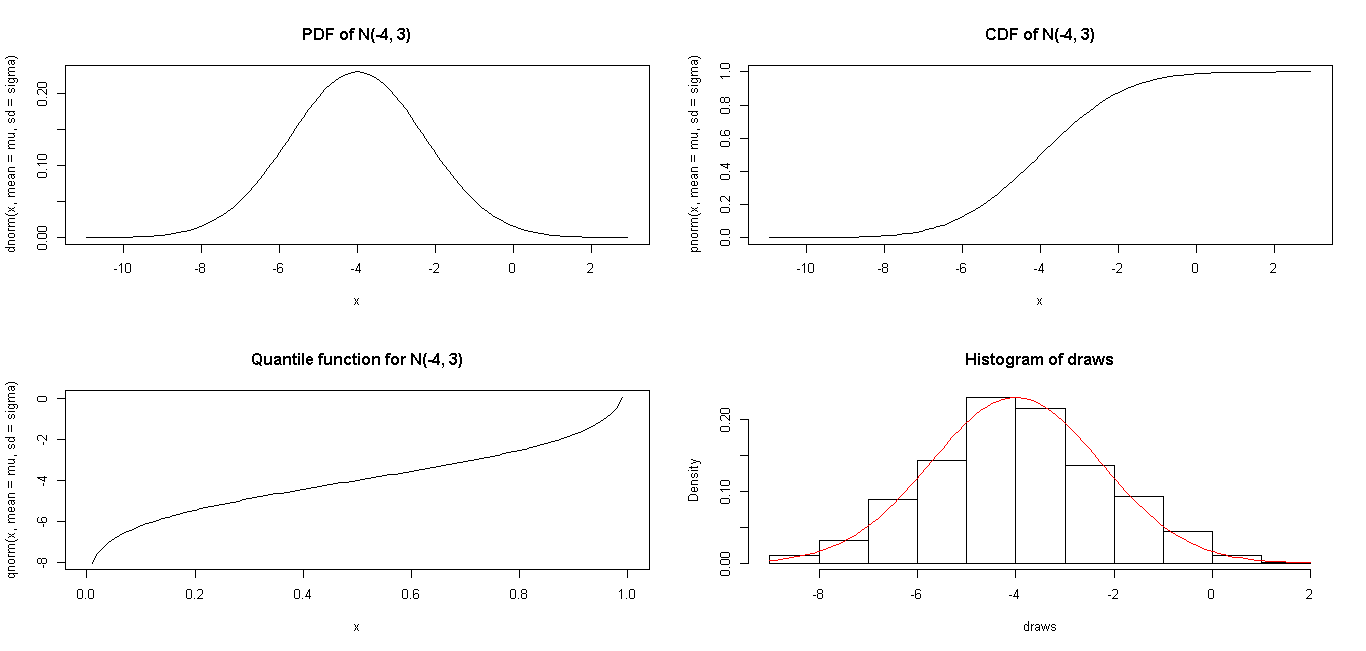 PDF of N(-4, 3)
dnorm(x, mean = mu, sd = sigma)
0.20
0.10
0.00
-10 -8 -6 -4 -2 0 2
x
CDF of N(-4, 3)
pnorm(x, mean = mu, sd = sigma)
1.0
0.8
0.6
0.4
0.2
0.0
-10 -8 -6 -4 -2 0 2
x
Quantile function for N(-4, 3)
qnorm(x, mean = mu, sd = sigma)
0
-2
-4
-6
-8
0.0 0.2 0.4 0.6 0.8 1.0
x
Histogram of draws
Density
0.20
0.10
0.00
-8 -6 -4 -2 0 2
draws